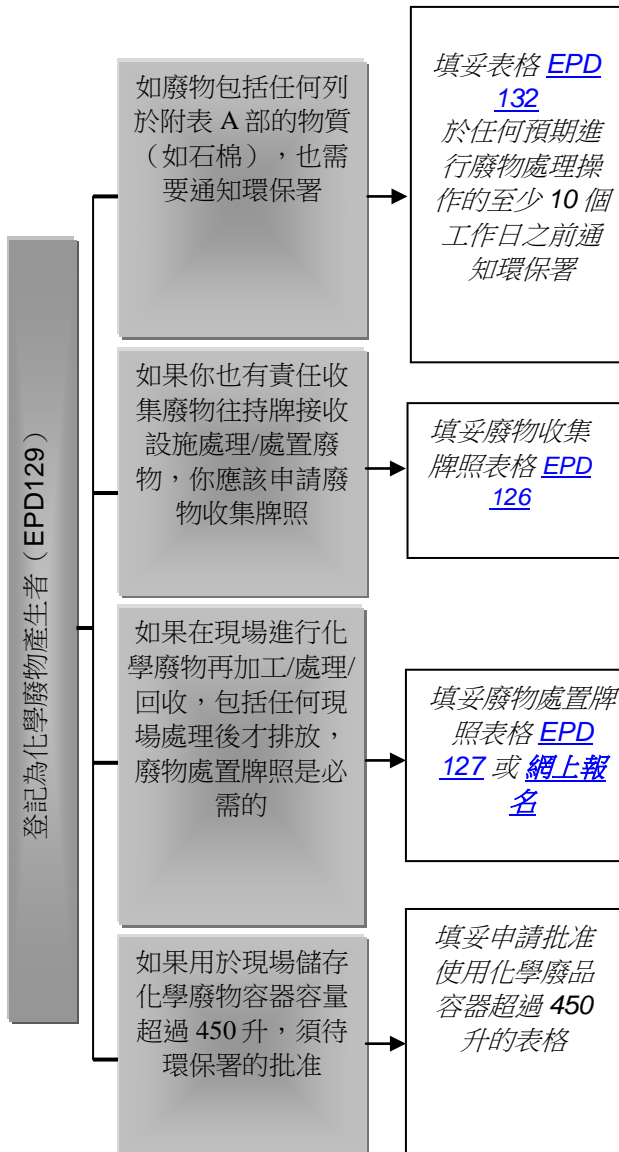 登記為化學廢物產生者（EPD129）
如廢物包括任何列
於附表 A 部的物質
（如石棉），也需
要通知環保署
填妥表格 EPD
132
於任何預期進
行廢物處理操
作的至少 10 個
工作日之前通
知環保署
如果你也有責任收
集廢物往持牌接收
設施處理/處置廢
物，你應該申請廢
物收集牌照
填妥廢物收集
牌照表格 EPD
126
如果在現場進行化
學廢物再加工/處理/
回收，包括任何現
場處理後才排放，
廢物處置牌照是必
需的
填妥廢物處置牌
照表格 EPD
127 或 網上報
名
如果用於現場儲存
化學廢物容器容量
超過 450 升，須待
環保署的批准
填妥申請批准
使用化學廢品
容器超過 450
升的表格